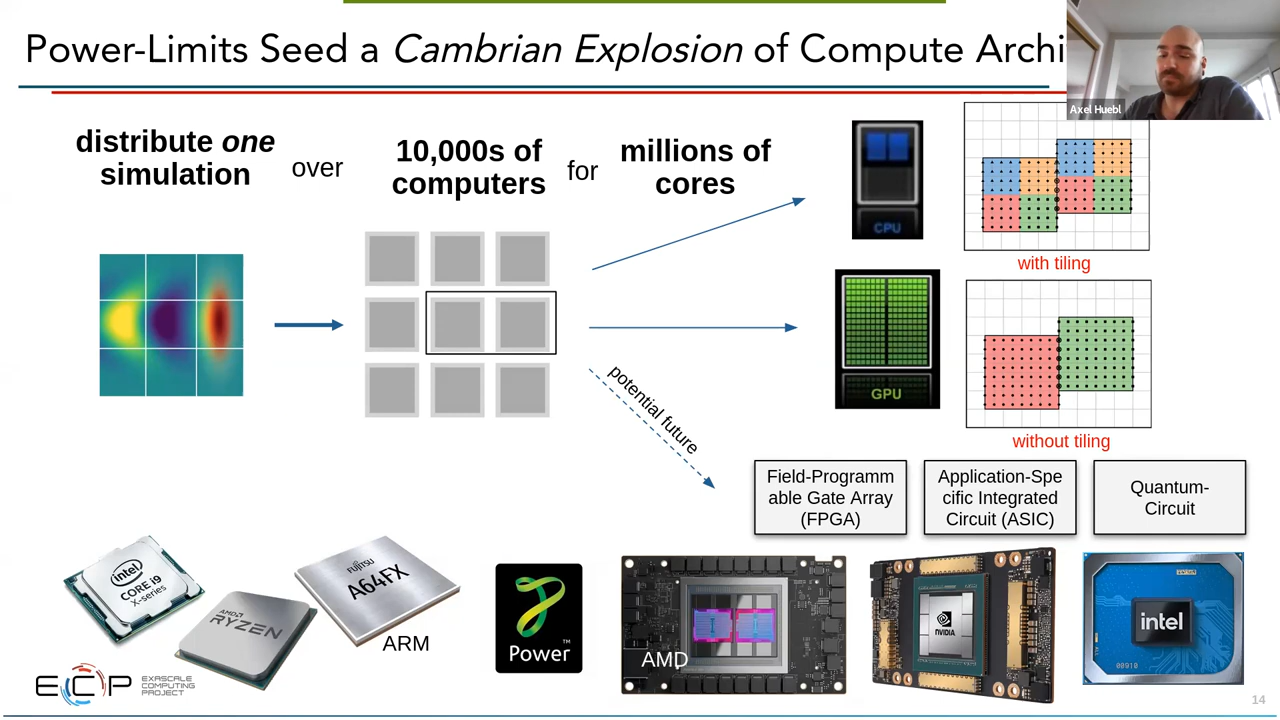 Power-Limits Seed a Cambrian Explosion of Compute Archi
Axel Huebl
distribute one
simulation
over
10,000s of
computers
for
millions of
cores
CPU
with tiling
GPU
without tiling
potential future
Field-Programm
able Gate Array
(FPGA)
Application-Spe
cific Integrated
Circuit (ASIC)
Quantum-
Circuit
intel
CORE i9
X-series
AMD
RYZEN
FUJITSU
A64FX
ARM
Power™
AMD
NVIDIA
intel
ECP
EXASCALE
COMPUTING
PROJECT
14